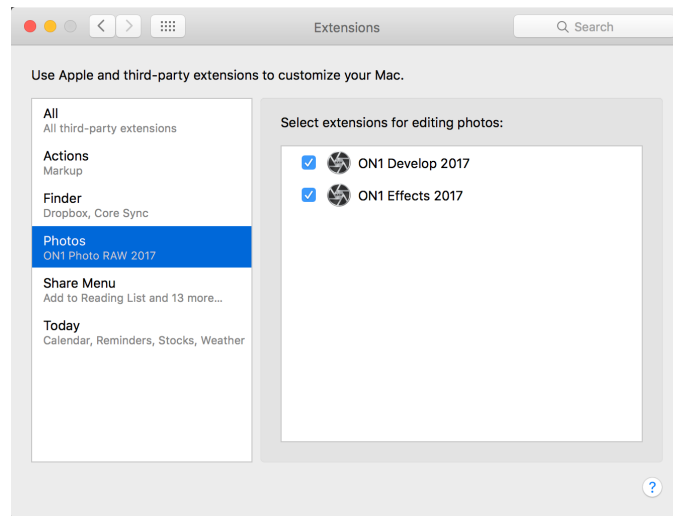 Extensions
Search
Use Apple and third-party extensions to customize your Mac.
All
All third-party extensions
Actions
Markup
Finder
Dropbox, Core Sync
Photos
ON1 Photo RAW 2017
Share Menu
Add to Reading List and 13 more...
Today
Calendar, Reminders, Stocks, Weather
Select extensions for editing photos:
ON1 Develop 2017
ON1 Effects 2017
?